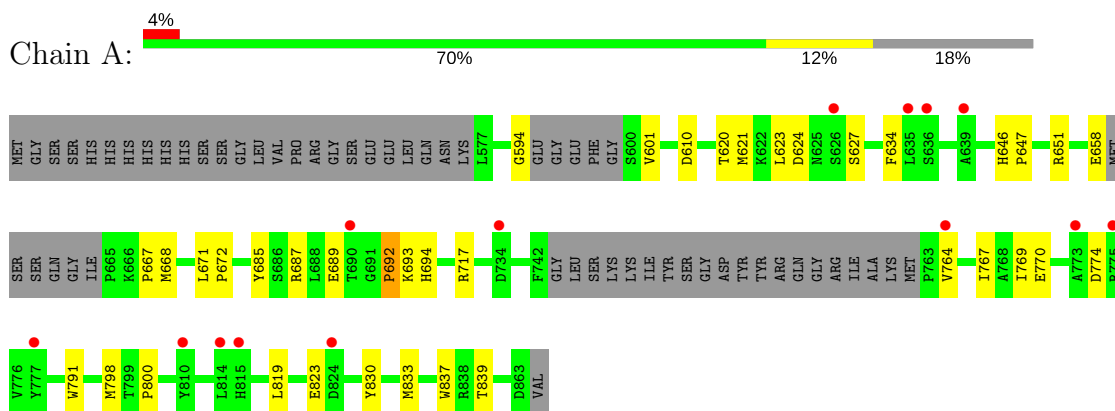 4%
Chain A:
70% 12% 18%
MET GLY SER SER HIS HIS HIS HIS HIS HIS SER SER GLY LEU VAL PRO ARG GLY SER GLU GLU LEU GLN ASN LYS L577 G594 GLU GLY GLU PHE GLY S600 V601 D610 T620 M621 K622 L623 D624 N625 S626 S627 F634 L635 S636 A639 H646 P647 R651 E658 MET
SER SER GLN GLY ILE P665 K666 P667 M668 L671 P672 Y685 S686 R687 L688 E689 T690 G691 P692 K693 H694 R717 D734 F742 GLY LEU SER LYS LYS ILE TYR SER GLY ASP TYR TYR ARG GLN GLY ARG ILE ALA LYS MET P763 V764 I767 A768 I769 E770 A773 D774 R775
V776 Y777 W791 M798 T799 P800 Y810 L814 H815 L819 E823 D824 Y830 M833 W837 R838 T839 D863 VAL